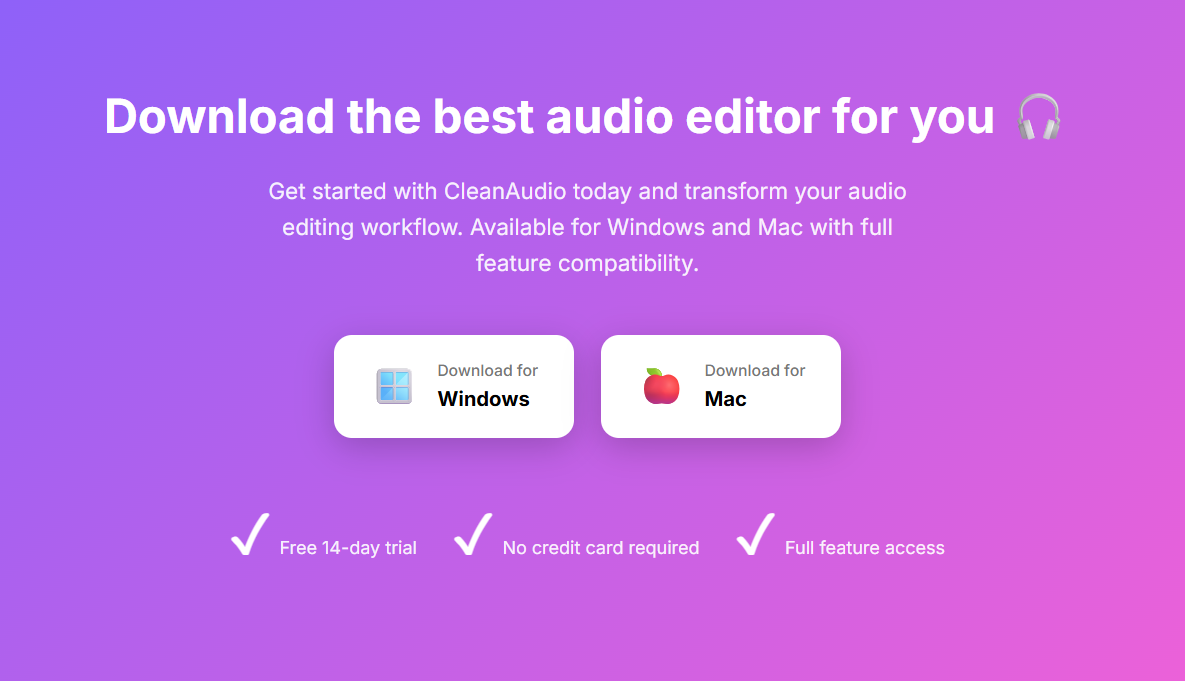 Download the best audio editor for you 🎧
Get started with CleanAudio today and transform your audio
editing workflow. Available for Windows and Mac with full
feature compatibility.
Download for
Windows
Download for
Mac
✓ Free 14-day trial
✓ No credit card required
✓ Full feature access